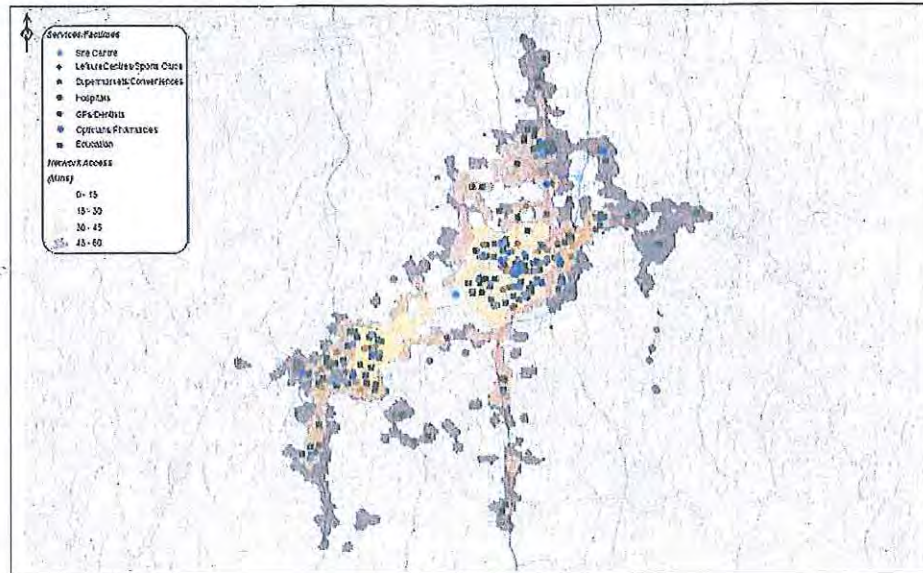 Services/Facilities
Site Centre
Leisure Centres/Sports Clubs
Supermarkets/Conveniences
Hospitals
GPs/Dentists
Opticians/Pharmacies
Education
Network Access
(Mins)
0 - 15
15 - 30
30 - 45
45 - 60